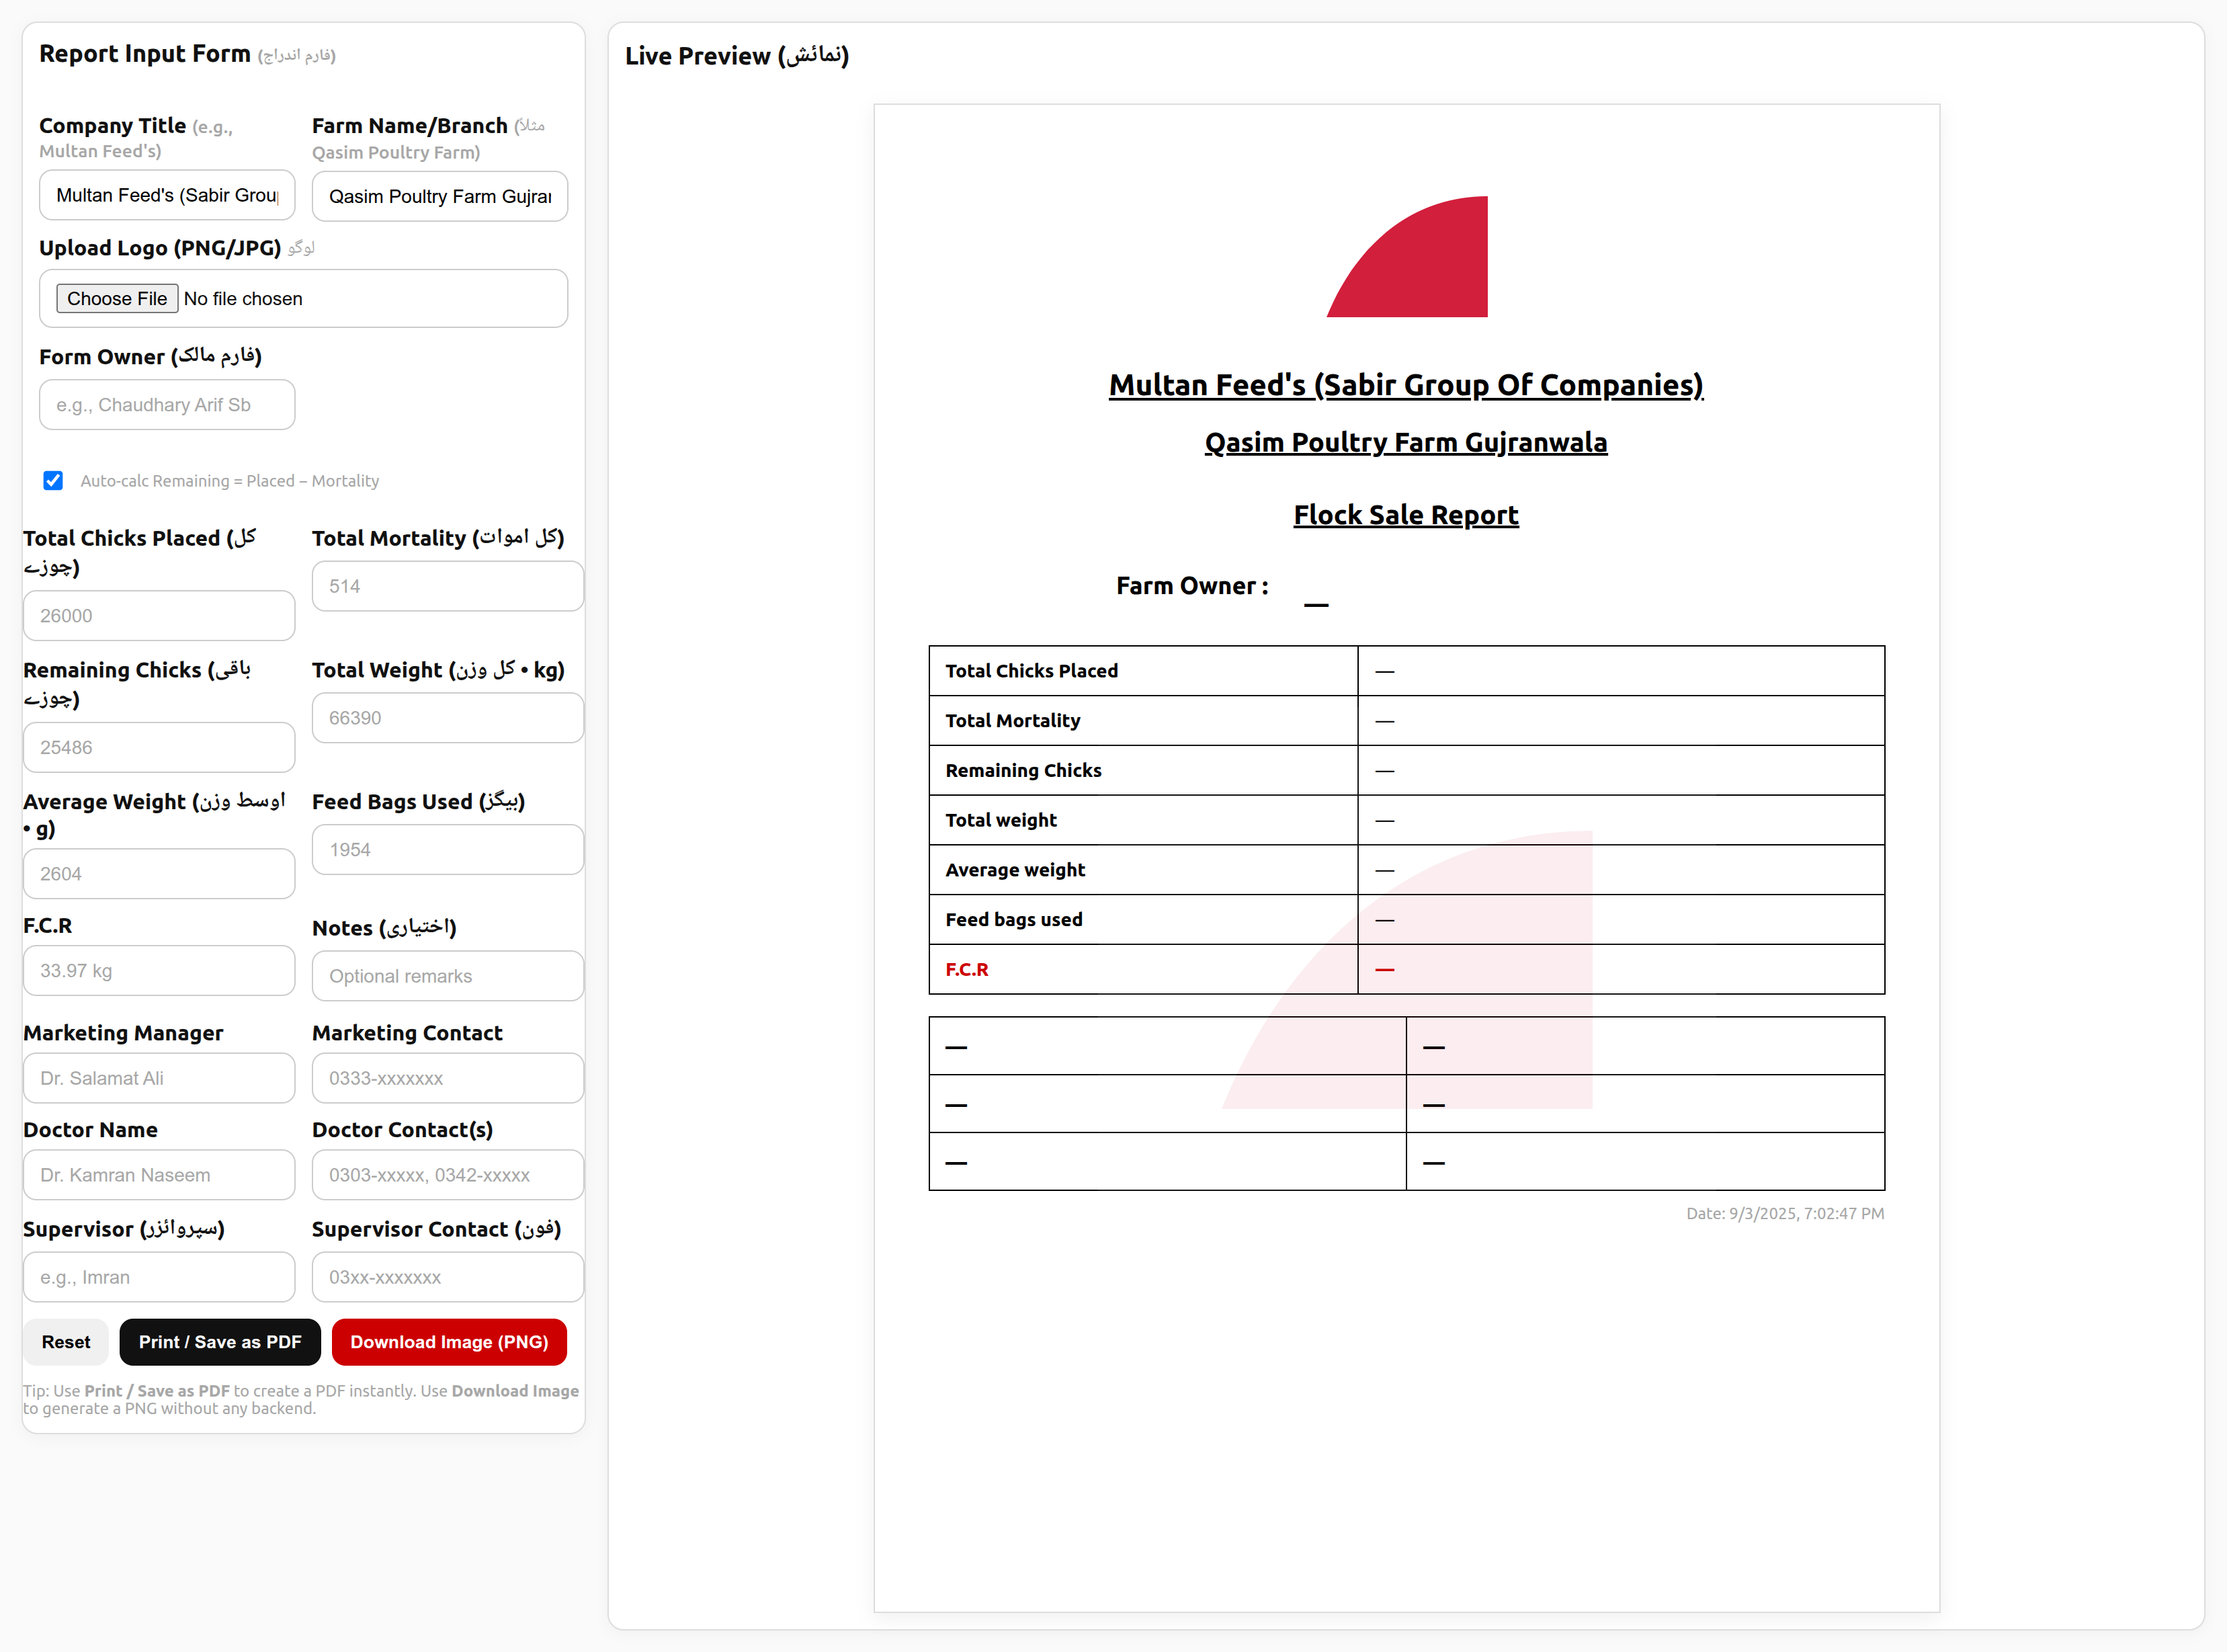 Report Input Form (فارم اندراج)
Company Title (e.g.,
Multan Feed's)
Farm Name/Branch (مثلاً
Qasim Poultry Farm)
Multan Feed's (Sabir Group
Qasim Poultry Farm Gujran
Upload Logo (PNG/JPG) لوگو
Choose File No file chosen
Form Owner (فارم مالک)
e.g., Chaudhary Arif Sb
Auto-calc Remaining = Placed – Mortality
Total Chicks Placed (کل
چوزے)
Total Mortality (کل اموات)
26000
514
Remaining Chicks (باقی
چوزے)
Total Weight (کل وزن • kg)
25486
66390
Average Weight (اوسط وزن
• g)
Feed Bags Used (بیگز)
2604
1954
F.C.R
Notes (اختیاری)
33.97 kg
Optional remarks
Marketing Manager
Marketing Contact
Dr. Salamat Ali
0333-xxxxxxx
Doctor Name
Doctor Contact(s)
Dr. Kamran Naseem
0303-xxxxx, 0342-xxxxx
Supervisor (سپروائزر)
Supervisor Contact (فون)
e.g., Imran
03xx-xxxxxxx
Reset
Print / Save as PDF
Download Image (PNG)
Tip: Use Print / Save as PDF to create a PDF instantly. Use Download Image
to generate a PNG without any backend.
Live Preview (نمائش)
Multan Feed's (Sabir Group Of Companies)
Qasim Poultry Farm Gujranwala
Flock Sale Report
Farm Owner : —
Total Chicks Placed —
Total Mortality —
Remaining Chicks —
Total weight —
Average weight —
Feed bags used —
F.C.R —
— —
— —
— —
Date: 9/3/2025, 7:02:47 PM